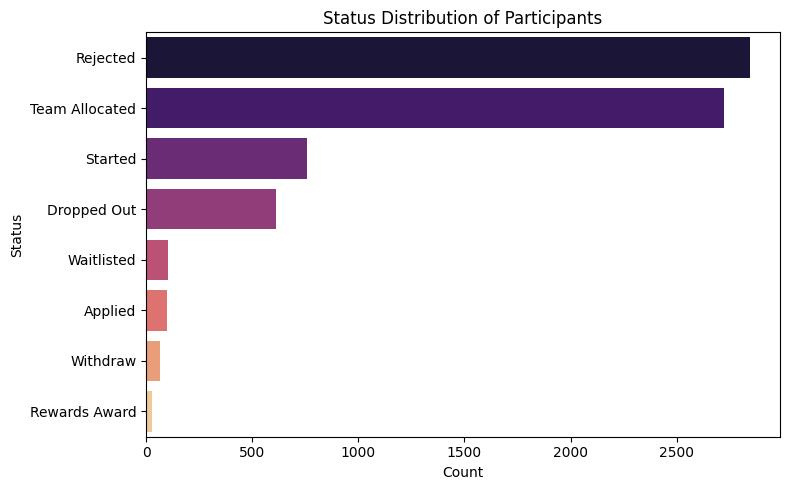 Status Distribution of Participants
Rejected
Team Allocated
Started
Dropped Out
Waitlisted
Applied
Withdraw
Rewards Award
Status
0 500 1000 1500 2000 2500
Count